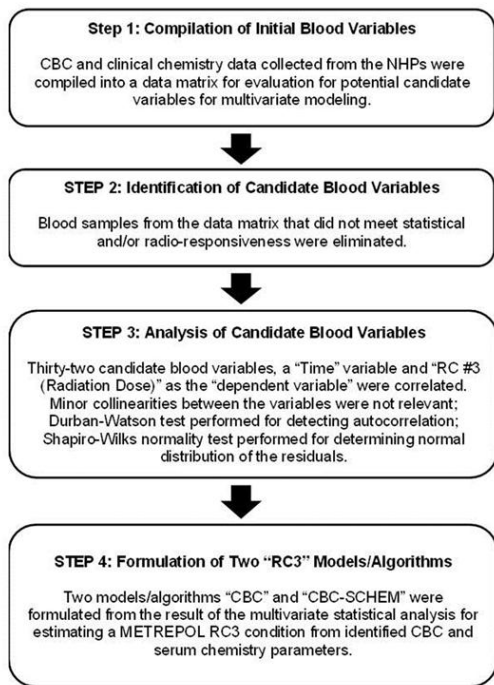 Step 1: Compilation of Initial Blood Variables
CBC and clinical chemistry data collected from the NHPs were
compiled into a data matrix for evaluation for potential candidate
variables for multivariate modeling.
STEP 2: Identification of Candidate Blood Variables
Blood samples from the data matrix that did not meet statistical
and/or radio-responsiveness were eliminated.
STEP 3: Analysis of Candidate Blood Variables
Thirty-two candidate blood variables, a “Time” variable and “RC #3
(Radiation Dose)” as the “dependent variable” were correlated.
Minor collinearities between the variables were not relevant;
Durban-Watson test performed for detecting autocorrelation;
Shapiro-Wilks normality test performed for determining normal
distribution of the residuals.
STEP 4: Formulation of Two “RC3” Models/Algorithms
Two models/algorithms “CBC” and “CBC-SCHEM” were
formulated from the result of the multivariate statistical analysis for
estimating a METREPOL RC3 condition from identified CBC and
serum chemistry parameters.